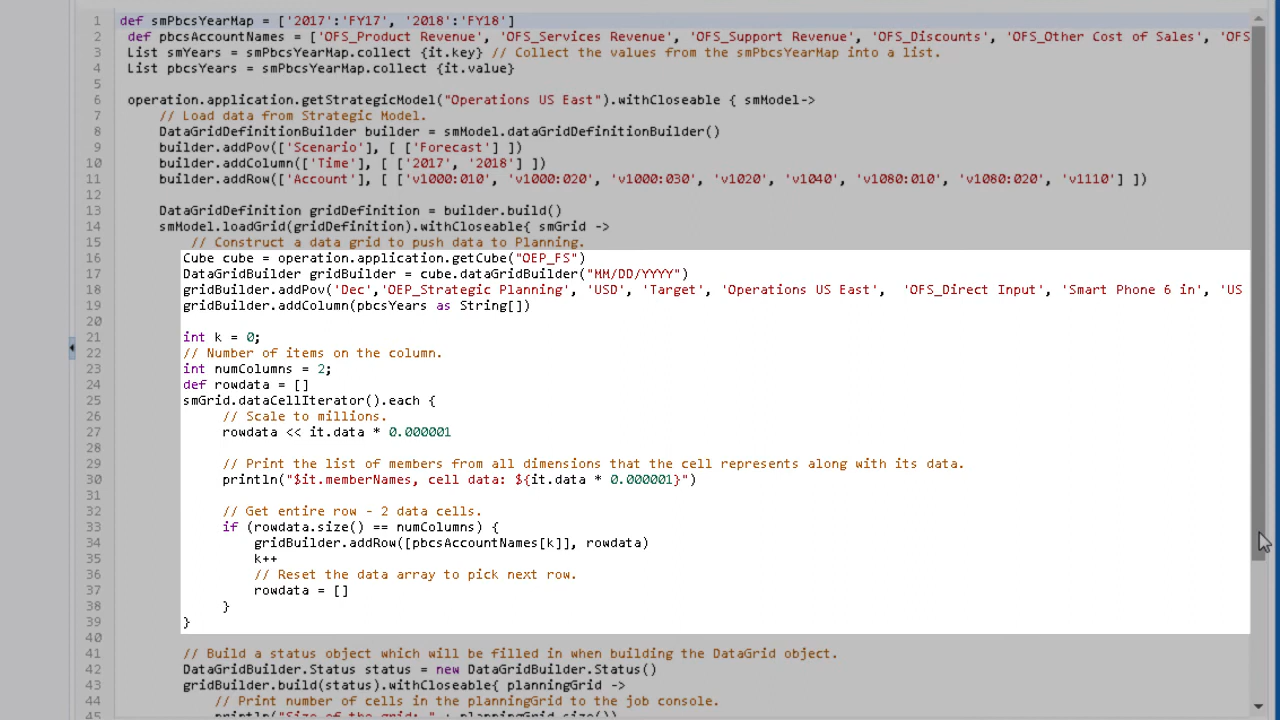 1 def smPbcsYearMap = ['2017':'FY17', '2018':'FY18']
2 def pbcsAccountNames = ['OFS_Product Revenue', 'OFS_Services Revenue', 'OFS_Support Revenue', 'OFS_Discounts', 'OFS_Other Cost of Sales', 'OFS
3 List smYears = smPbcsYearMap.collect {it.key} // Collect the values from the smPbcsYearMap into a list.
4 List pbcsYears = smPbcsYearMap.collect {it.value}
5
6 operation.application.getStrategicModel("Operations US East").withCloseable { smModel->
7 // Load data from Strategic Model.
8 DataGridDefinitionBuilder builder = smModel.dataGridDefinitionBuilder()
9 builder.addPov(['Scenario'], [ ['Forecast'] ])
10 builder.addColumn(['Time'], [ ['2017', '2018'] ])
11 builder.addRow(['Account'], [ ['v1000:010', 'v1000:020', 'v1000:030', 'v1020', 'v1040', 'v1080:010', 'v1080:020', 'v1110'] ])
12
13 DataGridDefinition gridDefinition = builder.build()
14 smModel.loadGrid(gridDefinition).withCloseable{ smGrid ->
15 // Construct a data grid to push data to Planning.
16 Cube cube = operation.application.getCube("OEP_FS")
17 DataGridBuilder gridBuilder = cube.dataGridBuilder("MM/DD/YYYY")
18 gridBuilder.addPov('Dec','OEP_Strategic Planning', 'USD', 'Target', 'Operations US East', 'OFS_Direct Input', 'Smart Phone 6 in', 'US
19 gridBuilder.addColumn(pbcsYears as String[])
20
21 int k = 0;
22 // Number of items on the column.
23 int numColumns = 2;
24 def rowdata = []
25 smGrid.dataCellIterator().each {
26 // Scale to millions.
27 rowdata << it.data * 0.000001
28
29 // Print the list of members from all dimensions that the cell represents along with its data.
30 println("$it.memberNames, cell data: ${it.data * 0.000001}")
31
32 // Get entire row - 2 data cells.
33 if (rowdata.size() == numColumns) {
34 gridBuilder.addRow([pbcsAccountNames[k]], rowdata)
35 k++
36 // Reset the data array to pick next row.
37 rowdata = []
38 }
39 }
40
41 // Build a status object which will be filled in when building the DataGrid object.
42 DataGridBuilder.Status status = new DataGridBuilder.Status()
43 gridBuilder.build(status).withCloseable{ planningGrid ->
44 // Print number of cells in the planningGrid to the job console.
45 println("Size of the grid: " + planningGrid.size())